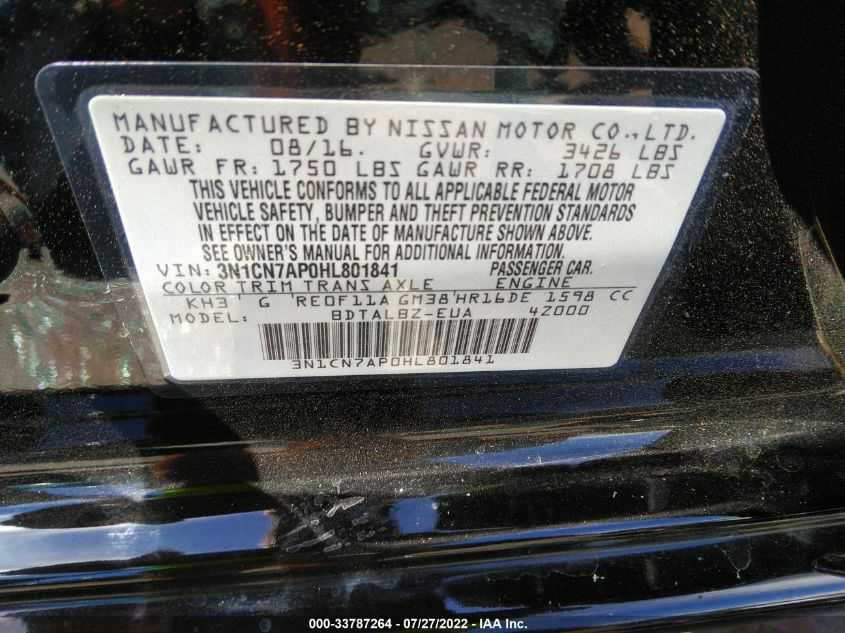 MANUFACTURED BY NISSAN MOTOR CO., LTD.
DATE: 08/16. GVWR: 3426 LBS
GAWR FR: 1750 LBS GAWR RR: 1708 LBS
THIS VEHICLE CONFORMS TO ALL APPLICABLE FEDERAL MOTOR
VEHICLE SAFETY, BUMPER AND THEFT PREVENTION STANDARDS
IN EFFECT ON THE DATE OF MANUFACTURE SHOWN ABOVE.
SEE OWNER'S MANUAL FOR ADDITIONAL INFORMATION.
VIN: 3N1CN7AP0HL801841 PASSENGER CAR.
COLOR TRIM TRANS AXLE ENGINE
KH3' G 'RE0F11A GM38'HR16DE 1598 CC
MODEL: BDTALBZ-EUA 4Z000
3N1CN7AP0HL801841
000-33787264 - 07/27/2022 - IAA Inc.